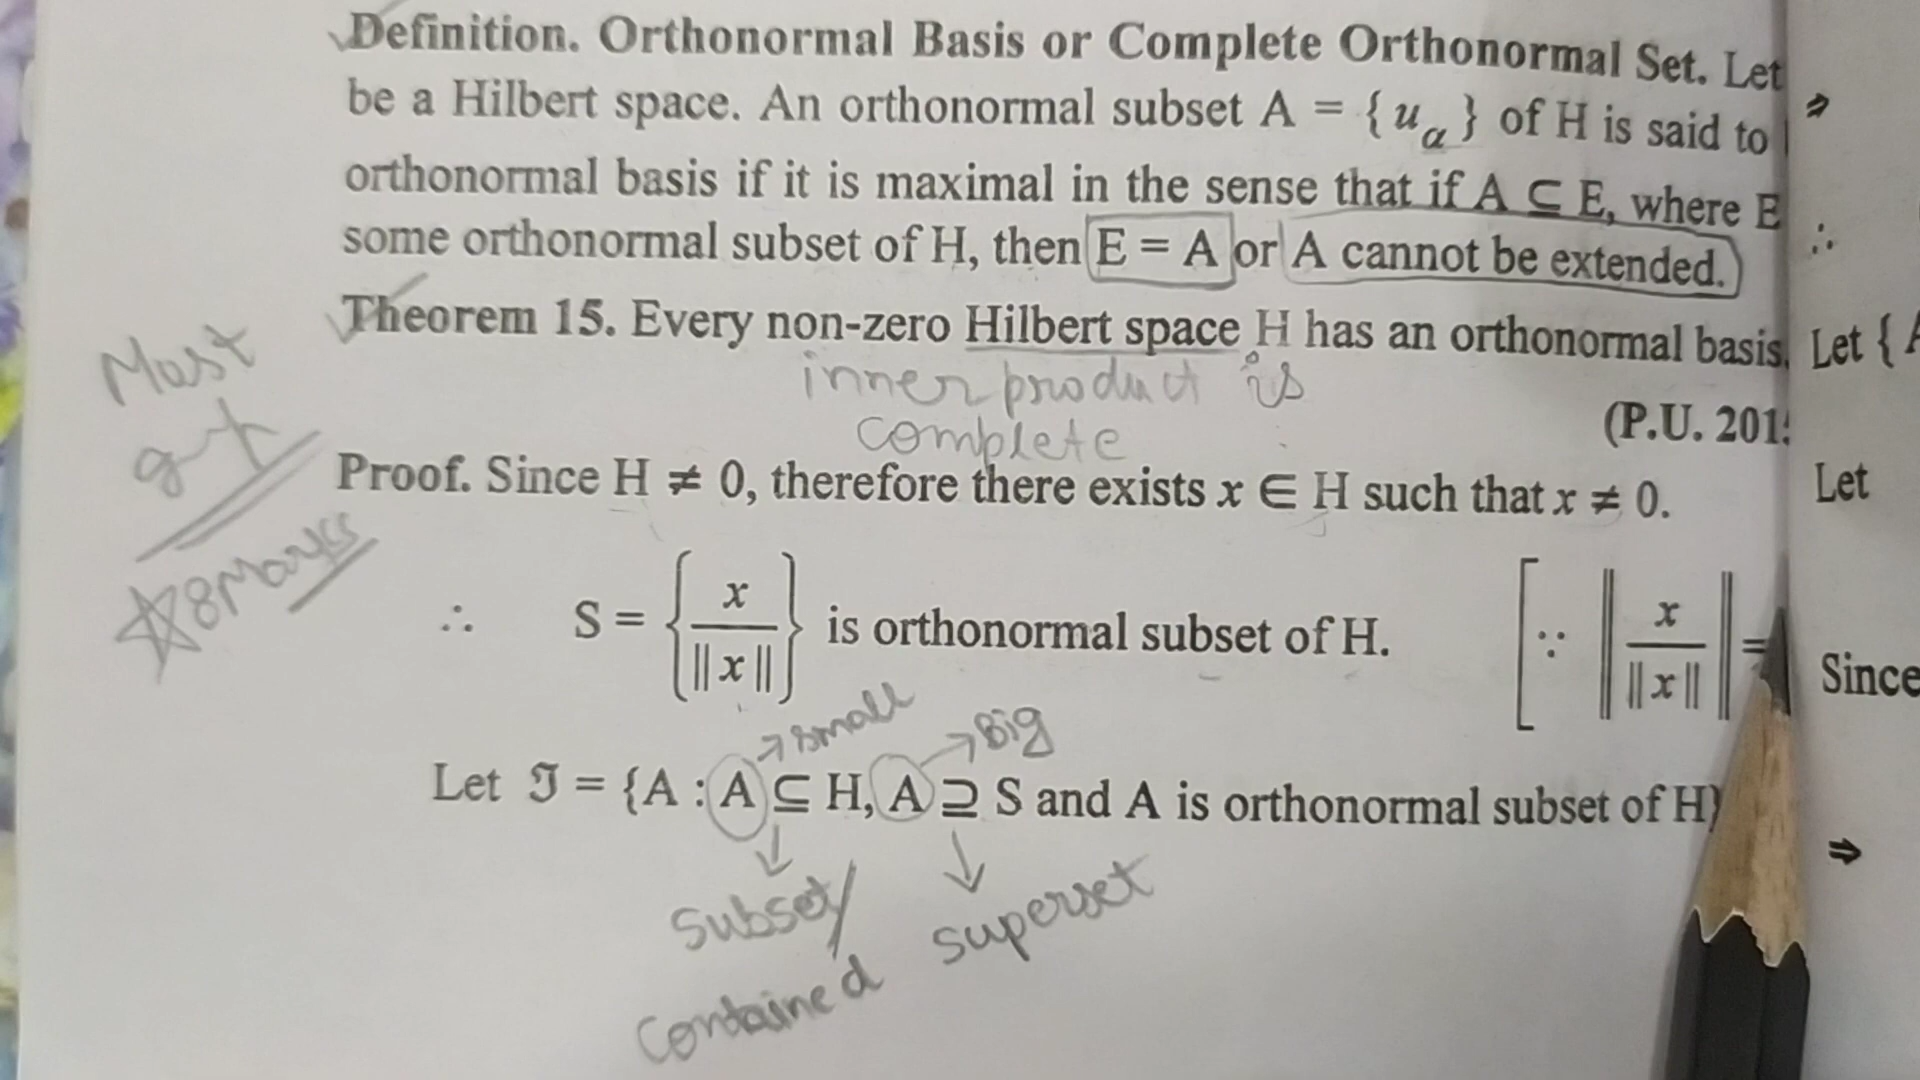 Definition. Orthonormal Basis or Complete Orthonormal Set. Let
be a Hilbert space. An orthonormal subset A = { u_α } of H is said to
orthonormal basis if it is maximal in the sense that if A ⊆ E, where E
some orthonormal subset of H, then E = A or A cannot be extended.
Theorem 15. Every non-zero Hilbert space H has an orthonormal basis.
inner product is
complete
(P.U. 201
Most
8 Marks
Proof. Since H ≠ 0, therefore there exists x ∈ H such that x ≠ 0.
∴ S = { x / || x || } is orthonormal subset of H. [ ∵ || x / || x || || =
→ small
→ Big
Let ℑ = {A : A ⊆ H, A ⊇ S and A is orthonormal subset of H}
subset/
contained
superset
⇒
∴
Let {
Let
Since
⇒